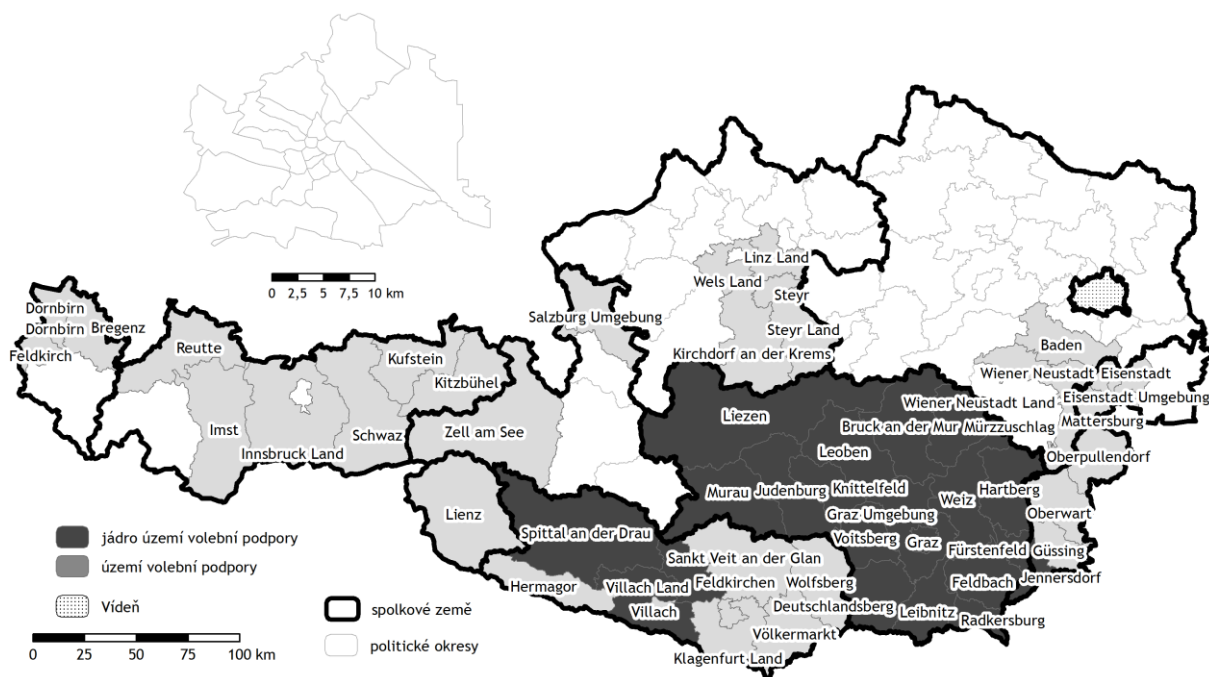 0 2,5 5 7,5 10 km
Linz Land
Wels Land
Steyr
Dornbirn
Salzburg Umgebung
Dornbirn
Bregenz
Steyr Land
Baden
Reutte
Feldkirch
Kufstein
Kirchdorf an der Krems
Kitzbühel
Wiener Neustadt
Eisenstadt
Wiener Neustadt Land
Eisenstadt Umgebung
Liezen
Mattersburg
Imst
Schwaz
Zell am See
Bruck an der Mur
Mürzzuschlag
Innsbruck Land
Leoben
Oberpullendorf
Murau
Judenburg
Knittelfeld
Weiz
Hartberg
Lienz
Graz Umgebung
Oberwart
Spittal an der Drau
Voitsberg
Graz
Fürstenfeld
Güssing
Sankt Veit an der Glan
Hermagor
Villach Land
Feldkirchen
Wolfsberg
Feldbach
Jennersdorf
Villach
Deutschlandsberg
Leibnitz
Radkersburg
Völkermarkt
Klagenfurt Land
jádro území volební podpory
území volební podpory
Vídeň
0 25 50 75 100 km
spolkové země
politické okresy